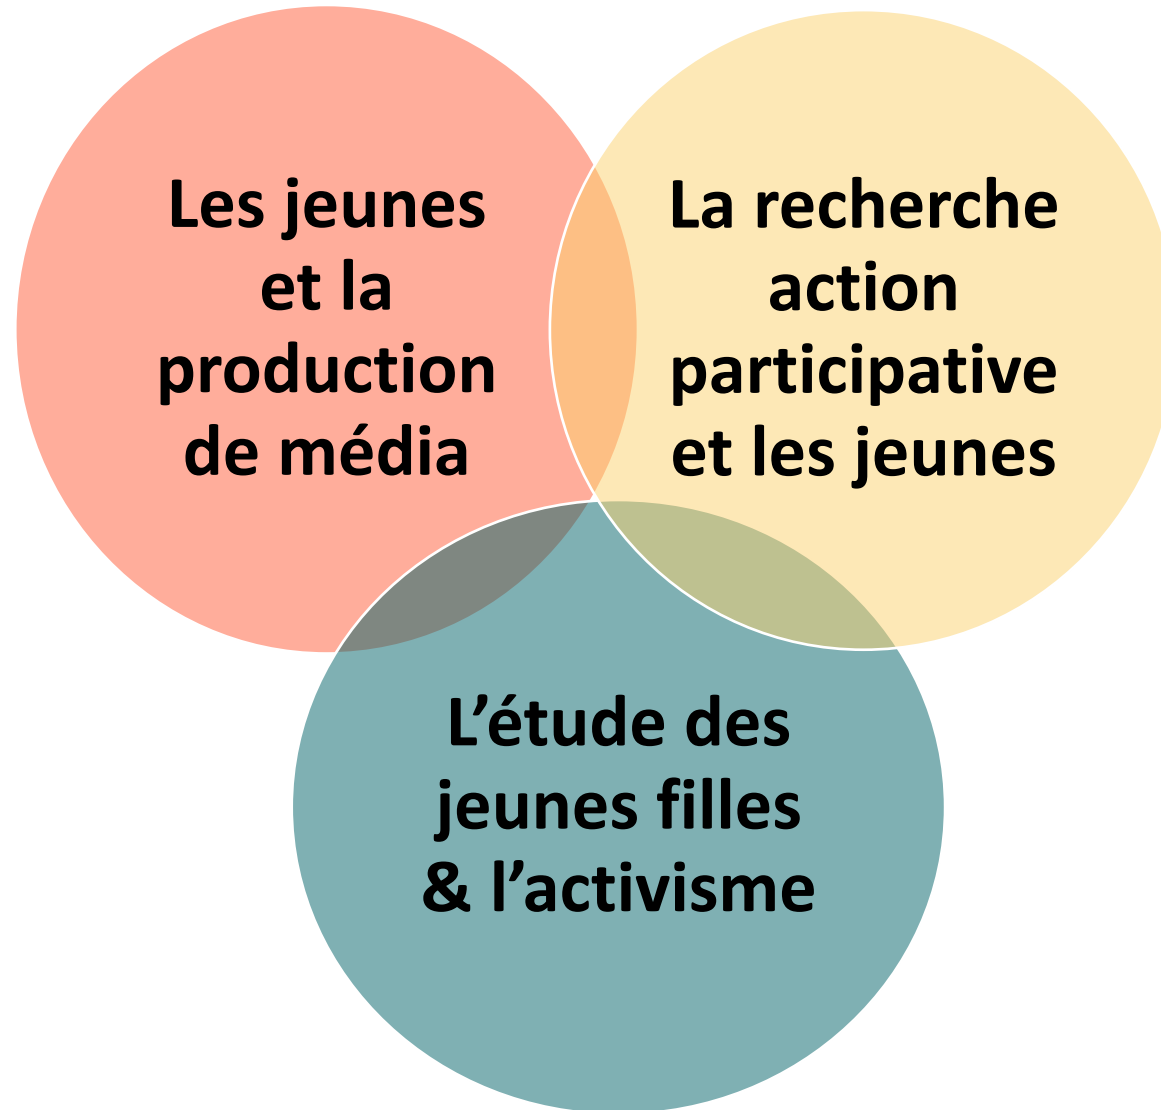 Les jeunes
et la
production
de média
La recherche
action
participative
et les jeunes
L’étude des
jeunes filles
& l’activisme